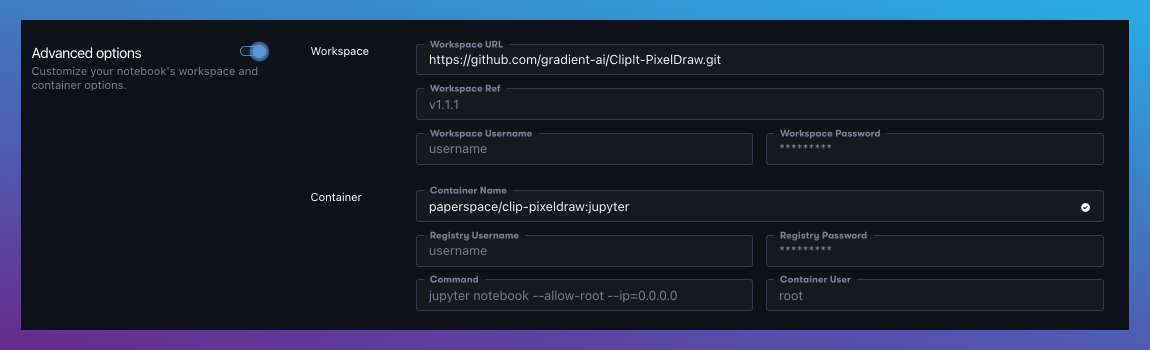 Advanced options
Customize your notebook's workspace and
container options.
Workspace
Workspace URL
https://github.com/gradient-ai/ClipIt-PixelDraw.git
Workspace Ref
v1.1.1
Workspace Username
username
Workspace Password
*********
Container
Container Name
paperspace/clip-pixeldraw:jupyter
Registry Username
username
Registry Password
*********
Command
jupyter notebook --allow-root --ip=0.0.0.0
Container User
root